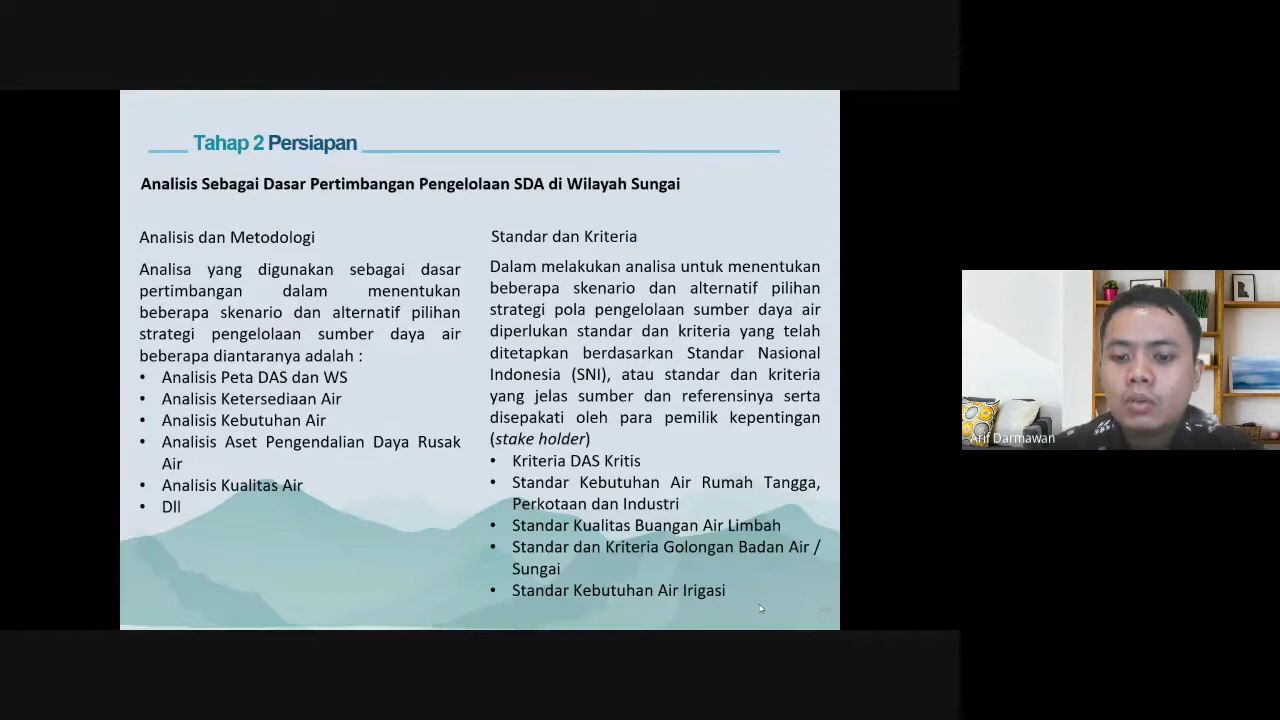 Tahap 2 Persiapan
Analisis Sebagai Dasar Pertimbangan Pengelolaan SDA di Wilayah Sungai
Analisis dan Metodologi
Analisa yang digunakan sebagai dasar
pertimbangan dalam menentukan
beberapa skenario dan alternatif pilihan
strategi pengelolaan sumber daya air
beberapa diantaranya adalah :
• Analisis Peta DAS dan WS
• Analisis Ketersediaan Air
• Analisis Kebutuhan Air
• Analisis Aset Pengendalian Daya Rusak
Air
• Analisis Kualitas Air
• Dll
Standar dan Kriteria
Dalam melakukan analisa untuk menentukan
beberapa skenario dan alternatif pilihan
strategi pola pengelolaan sumber daya air
diperlukan standar dan kriteria yang telah
ditetapkan berdasarkan Standar Nasional
Indonesia (SNI), atau standar dan kriteria
yang jelas sumber dan referensinya serta
disepakati oleh para pemilik kepentingan
(stake holder)
• Kriteria DAS Kritis
• Standar Kebutuhan Air Rumah Tangga,
Perkotaan dan Industri
• Standar Kualitas Buangan Air Limbah
• Standar dan Kriteria Golongan Badan Air /
Sungai
• Standar Kebutuhan Air Irigasi
Arif Darmawan